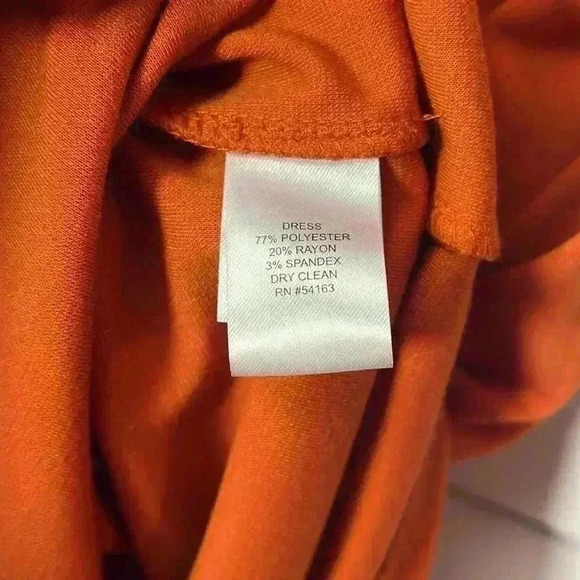 DRESS
77% POLYESTER
20% RAYON
3% SPANDEX
DRY CLEAN
RN #54163